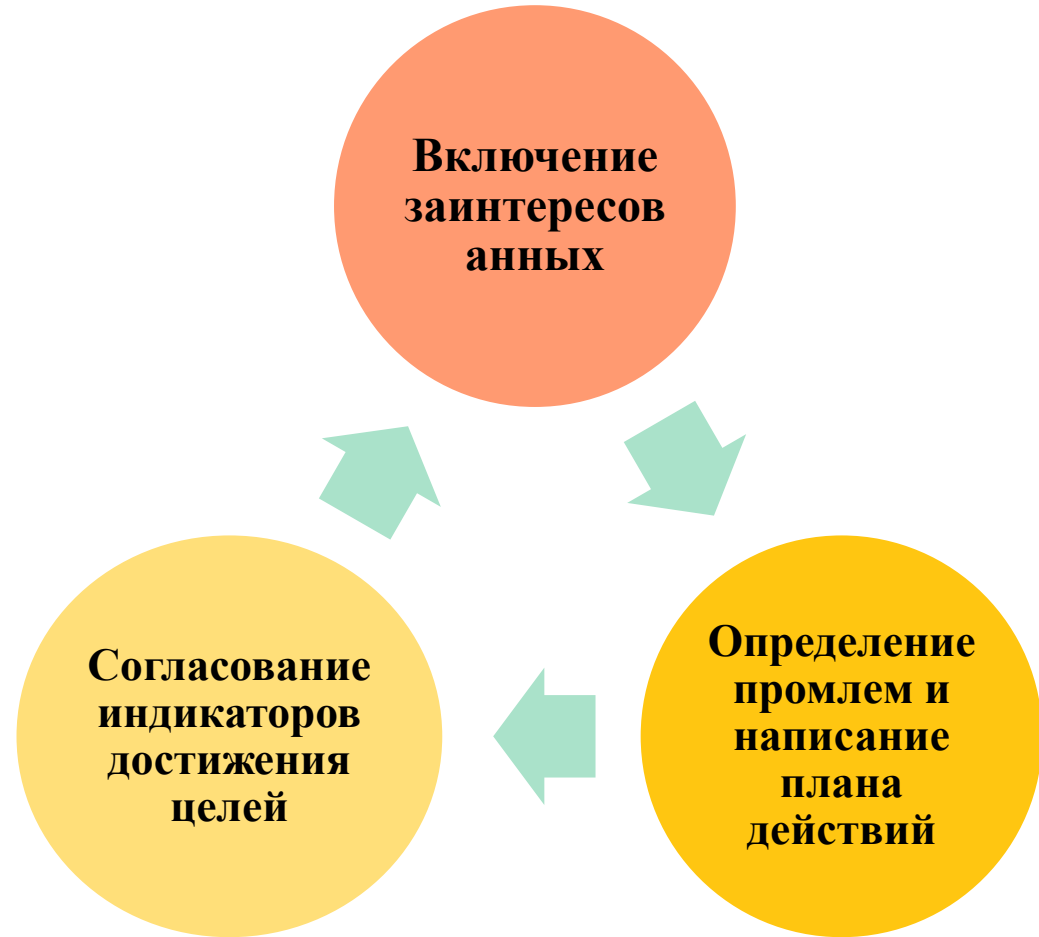 Включение
заинтересов
анных
Определение
промлем и
написание
плана
действий
Согласование
индикаторов
достижения
целей